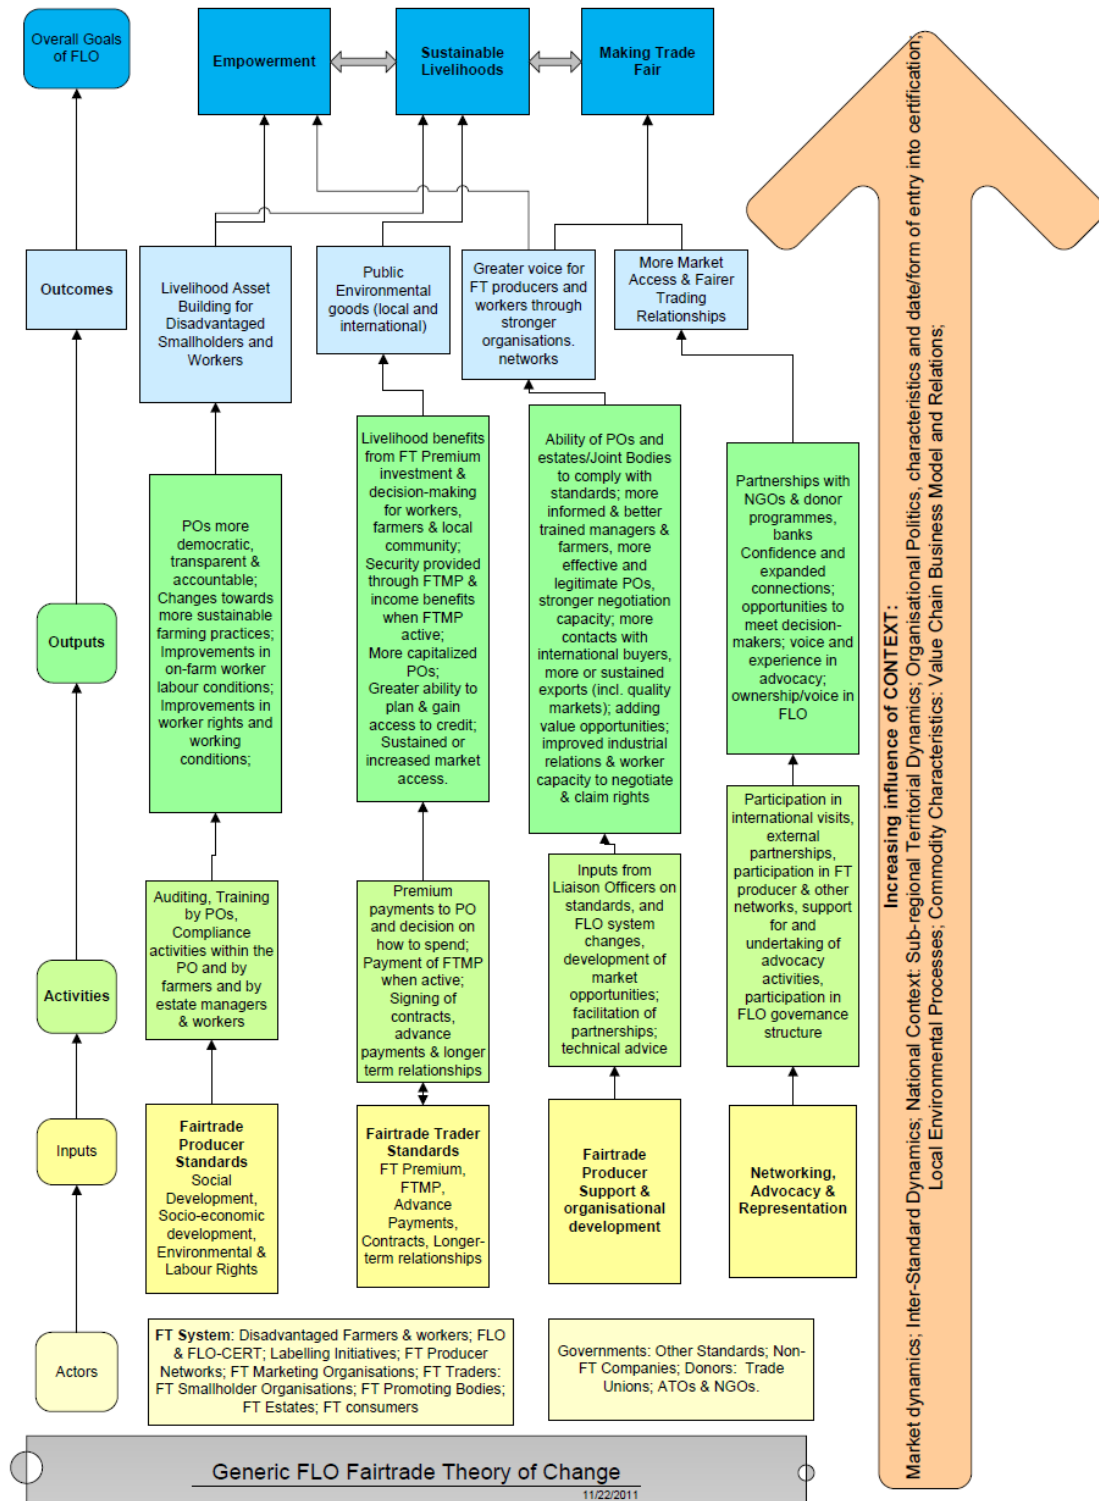 Overall Goals
of FLO
Empowerment
Sustainable
Livelihoods
Making Trade
Fair
Outcomes
Livelihood Asset
Building for
Disadvantaged
Smallholders and
Workers
Public
Environmental
goods (local and
international)
Greater voice for
FT producers and
workers through
stronger
organisations.
networks
More Market
Access & Fairer
Trading
Relationships
Outputs
POs more
democratic,
transparent &
accountable;
Changes towards
more sustainable
farming practices;
Improvements in
on-farm worker
labour conditions;
Improvements in
worker rights and
working
conditions;
Livelihood benefits
from FT Premium
investment &
decision-making
for workers,
farmers & local
community;
Security provided
through FTMP &
income benefits
when FTMP
active;
More capitalized
POs;
Greater ability to
plan & gain
access to credit;
Sustained or
increased market
access.
Ability of POs and
estates/Joint Bodies
to comply with
standards; more
informed & better
trained managers &
farmers, more
effective and
legitimate POs,
stronger negotiation
capacity; more
contacts with
international buyers,
more or sustained
exports (incl. quality
markets); adding
value opportunities;
improved industrial
relations & worker
capacity to negotiate
& claim rights
Partnerships with
NGOs & donor
programmes,
banks
Confidence and
expanded
connections;
opportunities to
meet decision-
makers; voice and
experience in
advocacy;
ownership/voice in
FLO
Activities
Auditing, Training
by POs,
Compliance
activities within the
PO and by
farmers and by
estate managers
& workers
Premium
payments to PO
and decision on
how to spend;
Payment of FTMP
when active;
Signing of
contracts,
advance
payments & longer
term relationships
Inputs from
Liaison Officers on
standards, and
FLO system
changes,
development of
market
opportunities;
facilitation of
partnerships;
technical advice
Participation in
international visits,
external
partnerships,
participation in FT
producer & other
networks, support
for and
undertaking of
advocacy
activities,
participation in
FLO governance
structure
Inputs
Fairtrade
Producer
Standards
Social
Development,
Socio-economic
development,
Environmental &
Labour Rights
Fairtrade Trader
Standards
FT Premium,
FTMP,
Advance
Payments,
Contracts, Longer-
term relationships
Fairtrade
Producer
Support &
organisational
development
Networking,
Advocacy &
Representation
Actors
FT System: Disadvantaged Farmers & workers; FLO
& FLO-CERT; Labelling Initiatives; FT Producer
Networks; FT Marketing Organisations; FT Traders:
FT Smallholder Organisations; FT Promoting Bodies;
FT Estates; FT consumers
Governments: Other Standards; Non-
FT Companies; Donors: Trade
Unions; ATOs & NGOs.
Increasing influence of CONTEXT:
Market dynamics; Inter-Standard Dynamics; National Context: Sub-regional Territorial Dynamics; Organisational Politics, characteristics and date/form of entry into certification;
Local Environmental Processes; Commodity Characteristics: Value Chain Business Model and Relations;
Generic FLO Fairtrade Theory of Change
11/22/2011